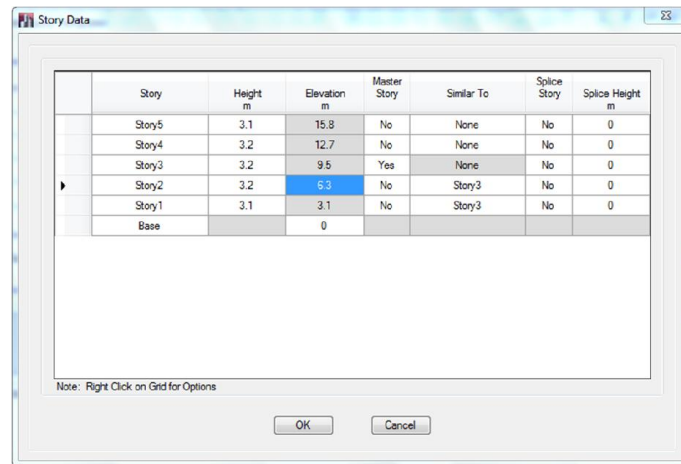 Story Data
Story Height m Elevation m Master Story Similar To Splice Story Splice Height m
Story5 3.1 15.8 No None No 0
Story4 3.2 12.7 No None No 0
Story3 3.2 9.5 Yes None No 0
Story2 3.2 6.3 No Story3 No 0
Story1 3.1 3.1 No Story3 No 0
Base 0
Note: Right Click on Grid for Options
OK Cancel